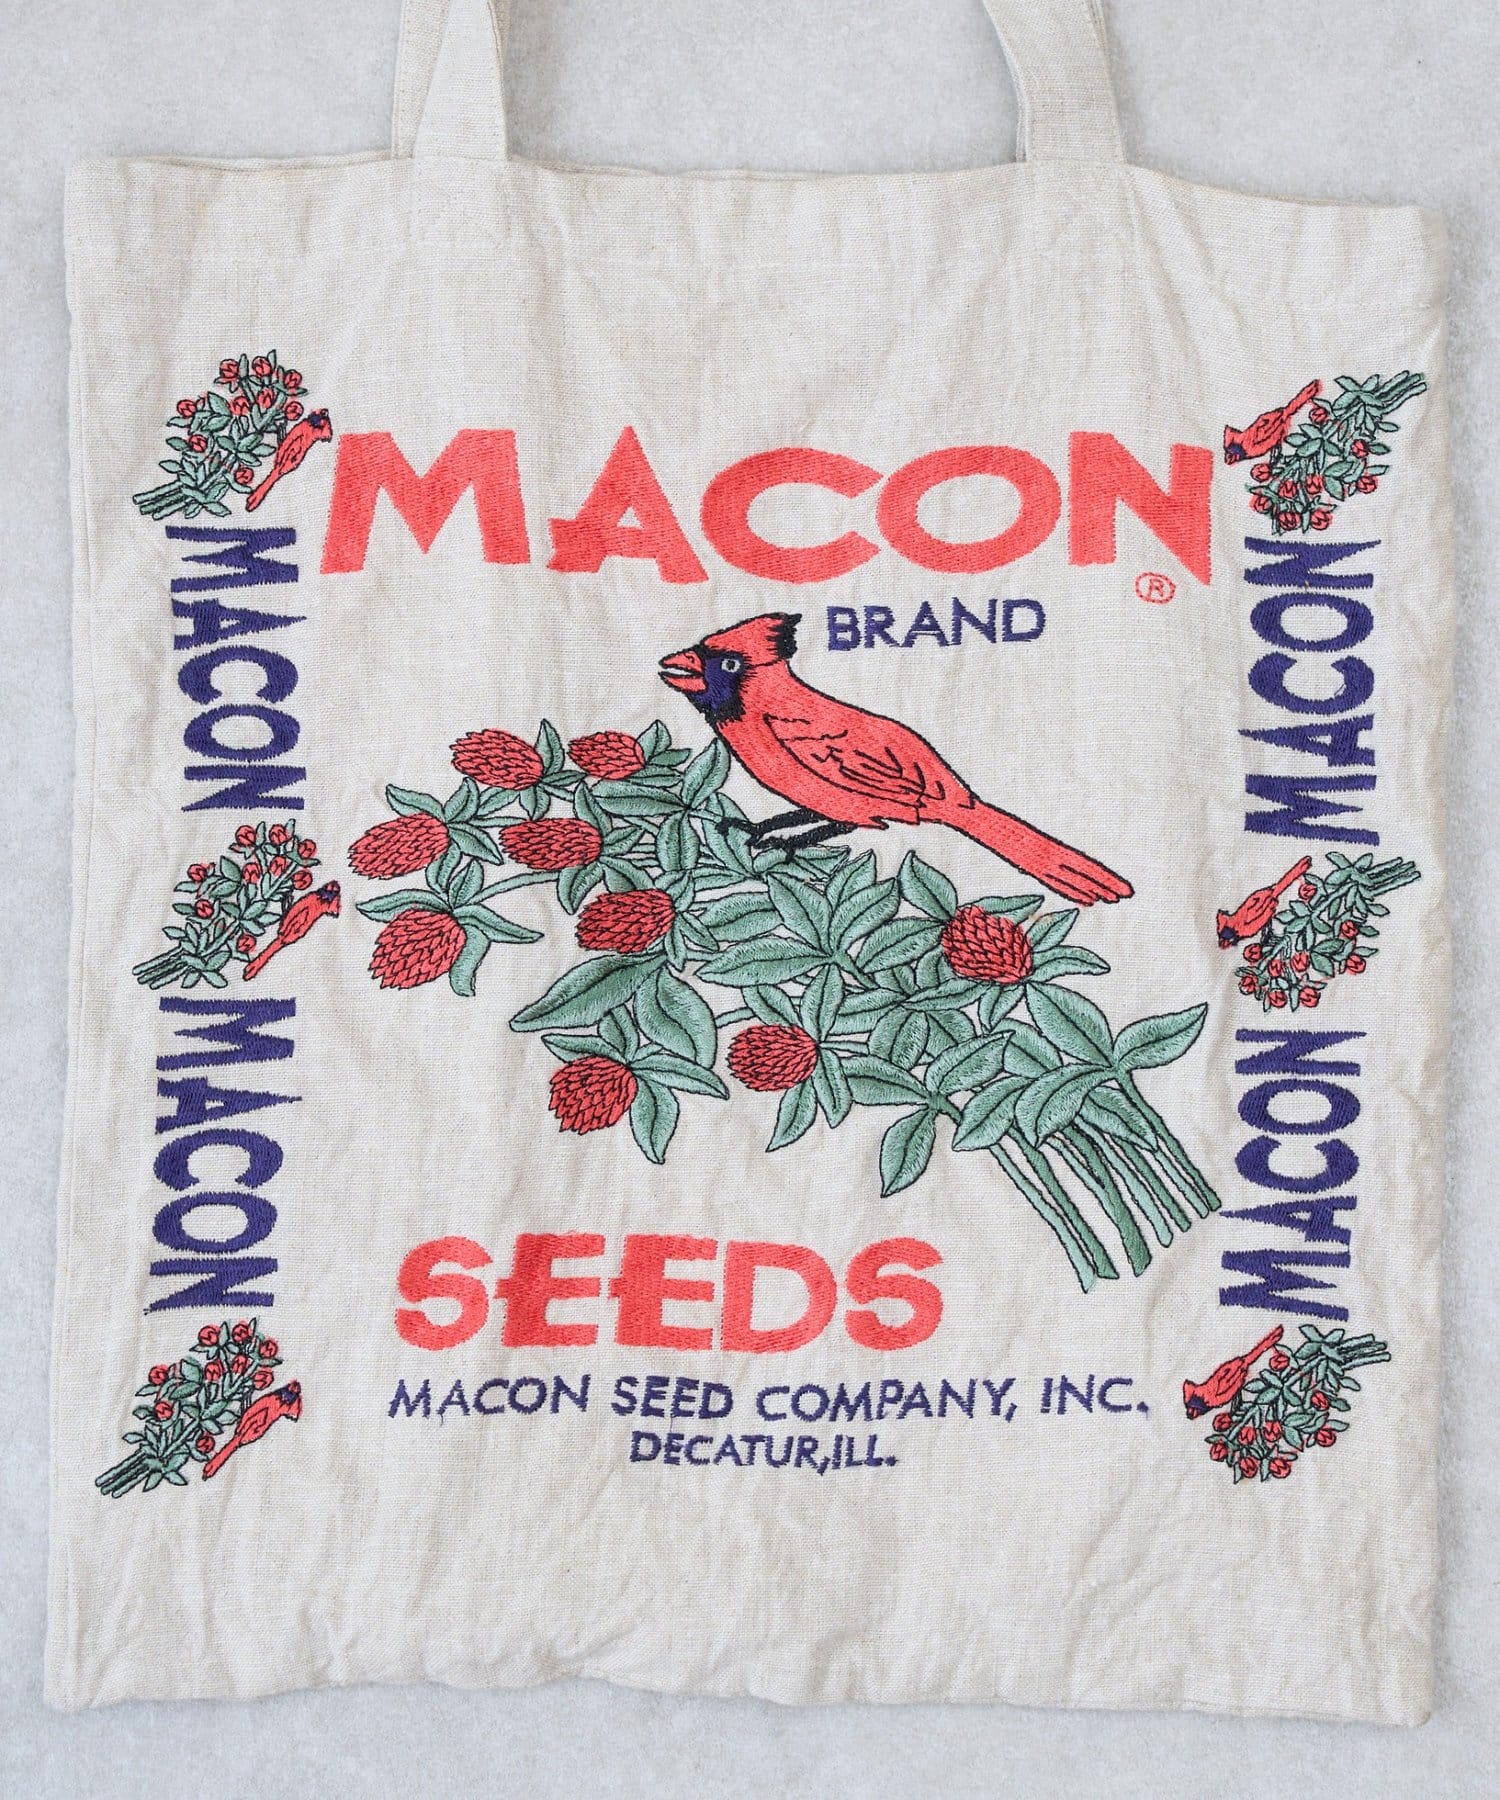 MACON®
BRAND
MACON
MACON
MACON
MACON
SEEDS
MACON SEED COMPANY, INC.
DECATUR,ILL.